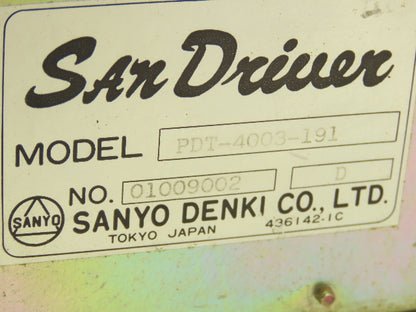 SAN Driver
MODEL PDT-4003-191
NO. 01009002 D
SANYO SANYO DENKI CO., LTD.
TOKYO JAPAN 436142-1C